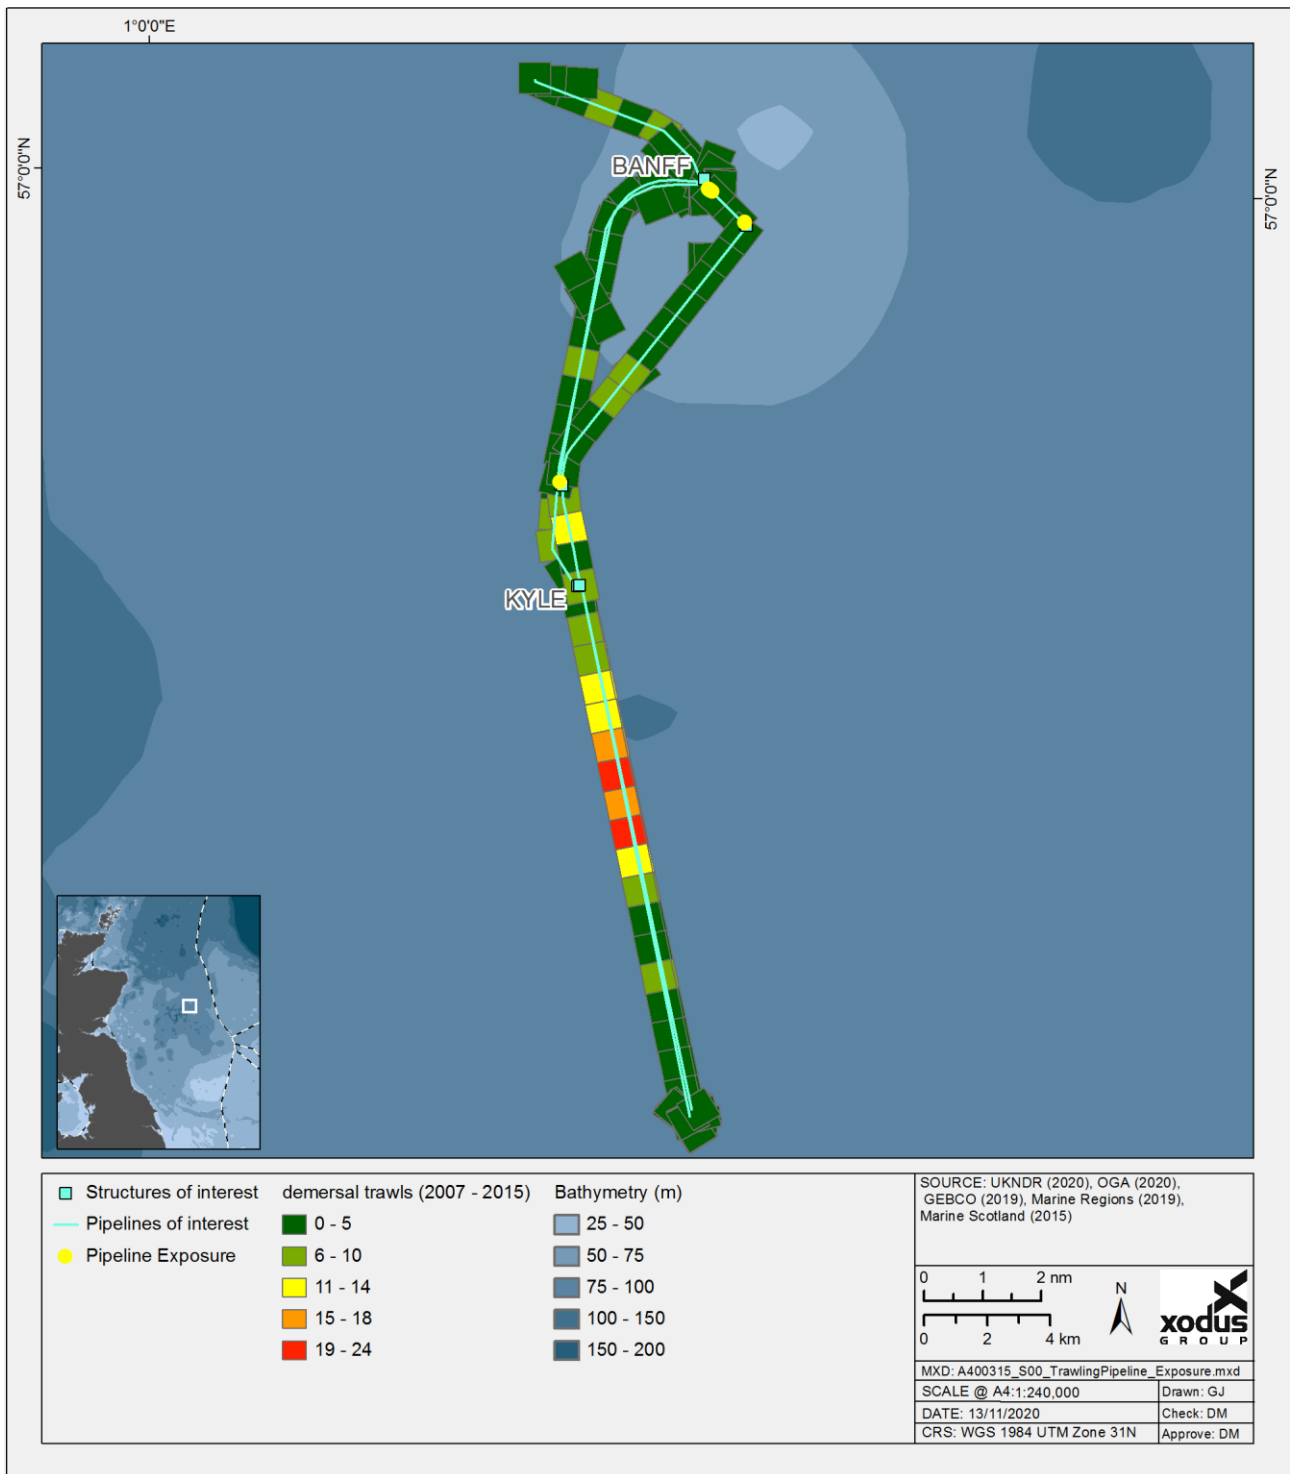 1°0'0"E
57°0'0"N
57°0'0"N
BANFF
KYLE
Structures of interest
Pipelines of interest
Pipeline Exposure
demersal trawls (2007 - 2015)
0 - 5
6 - 10
11 - 14
15 - 18
19 - 24
Bathymetry (m)
25 - 50
50 - 75
75 - 100
100 - 150
150 - 200
SOURCE: UKNDR (2020), OGA (2020),
GEBCO (2019), Marine Regions (2019),
Marine Scotland (2015)
0 1 2 nm
0 2 4 km
N
xodus
GROUP
MXD: A400315_S00_TrawlingPipeline_Exposure.mxd
SCALE @ A4:1:240,000
Drawn: GJ
DATE: 13/11/2020
Check: DM
CRS: WGS 1984 UTM Zone 31N
Approve: DM